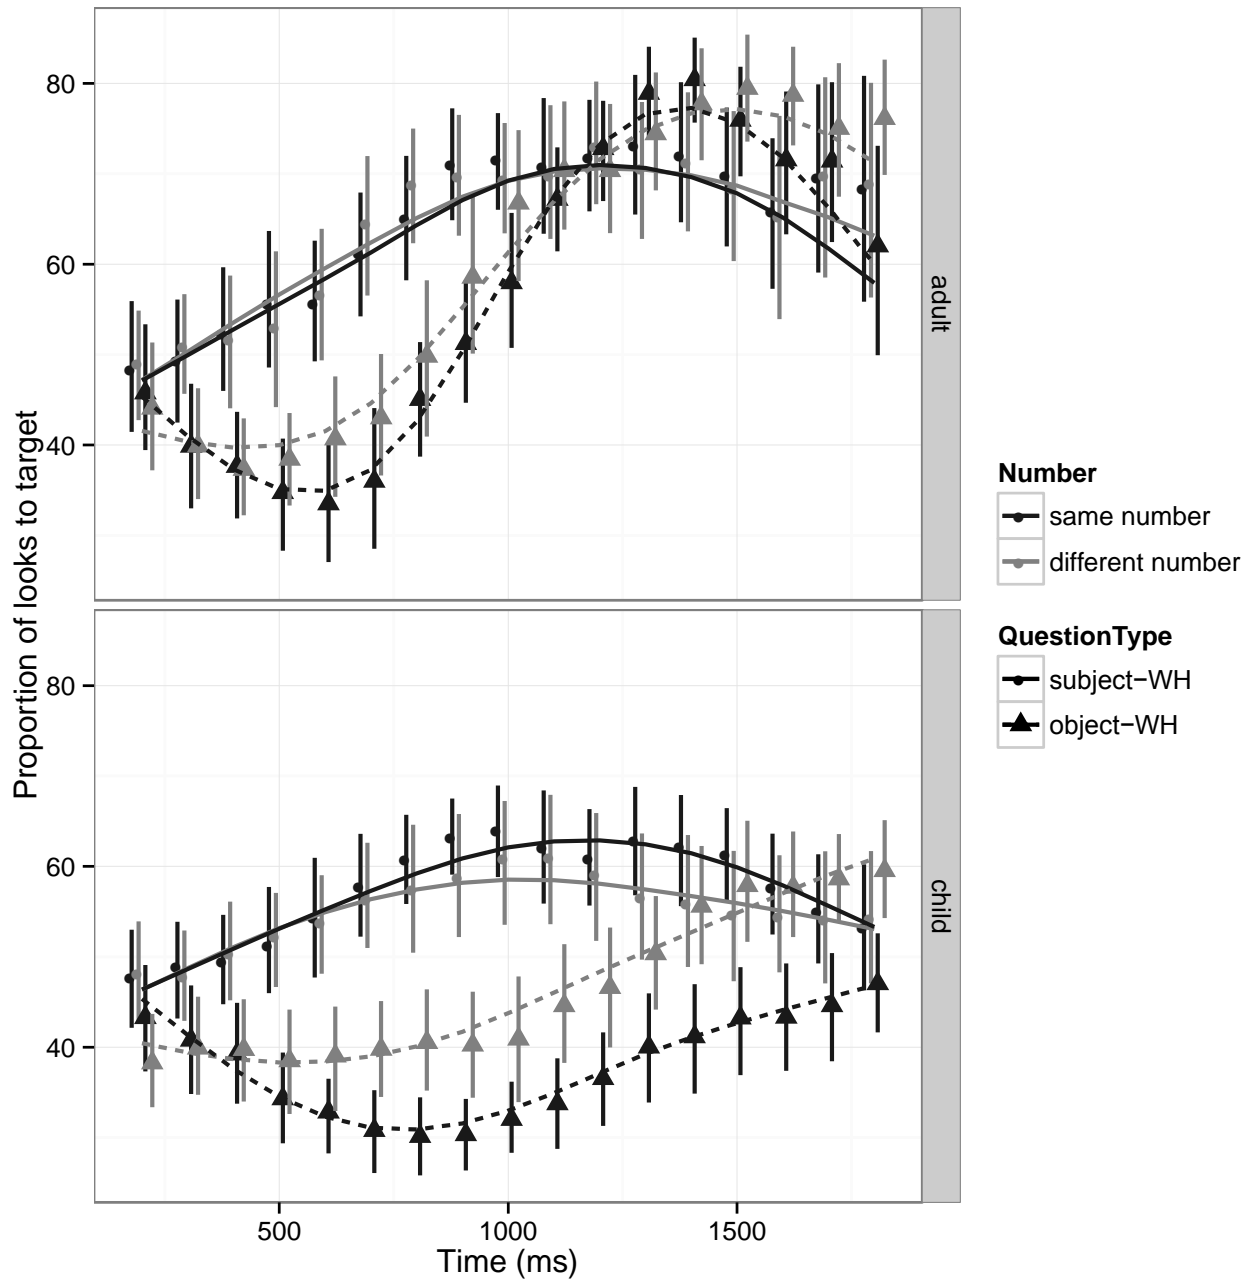 Proportion of looks to target
80
60
40
adult
80
60
40
child
500 1000 1500
Time (ms)
Number
same number
different number
QuestionType
subject−WH
object−WH